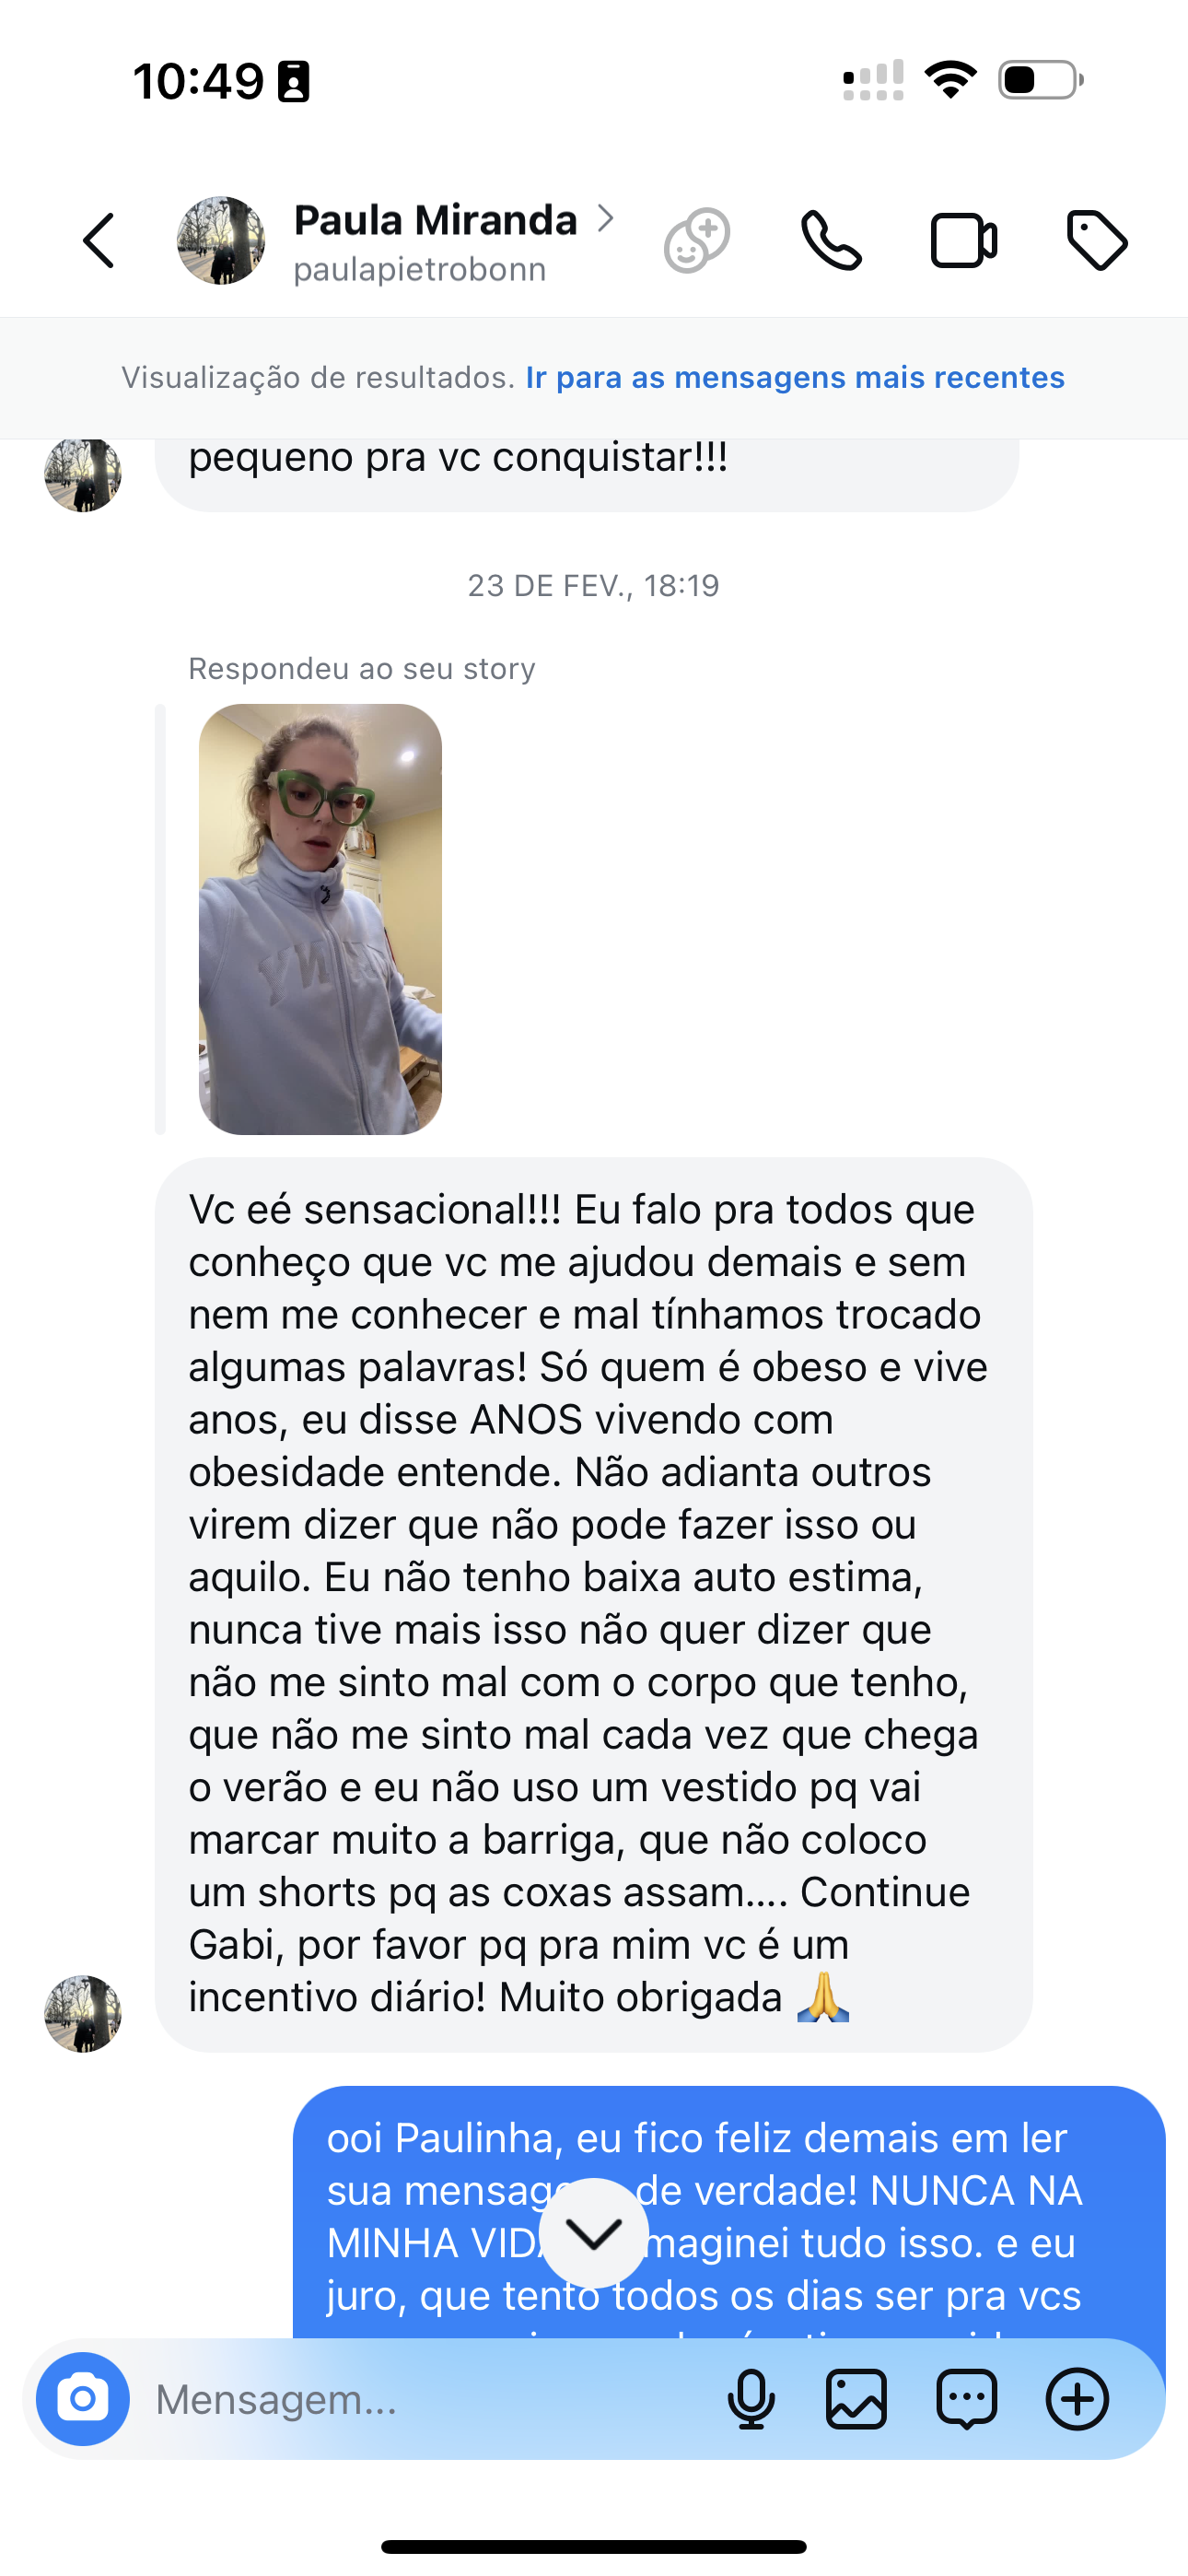 10:49
Paula Miranda
paulapietrobonn
Visualização de resultados. Ir para as mensagens mais recentes
pequeno pra vc conquistar!!!
23 DE FEV., 18:19
Respondeu ao seu story
Vc eé sensacional!!! Eu falo pra todos que
conheço que vc me ajudou demais e sem
nem me conhecer e mal tínhamos trocado
algumas palavras! Só quem é obeso e vive
anos, eu disse ANOS vivendo com
obesidade entende. Não adianta outros
virem dizer que não pode fazer isso ou
aquilo. Eu não tenho baixa auto estima,
nunca tive mais isso não quer dizer que
não me sinto mal com o corpo que tenho,
que não me sinto mal cada vez que chega
o verão e eu não uso um vestido pq vai
marcar muito a barriga, que não coloco
um shorts pq as coxas assam.... Continue
Gabi, por favor pq pra mim vc é um
incentivo diário! Muito obrigada 🙏
ooi Paulinha, eu fico feliz demais em ler
sua de verdade! NUNCA NA
MINHA tudo isso. e eu
juro, que tento todos os dias ser pra vcs
Mensagem...